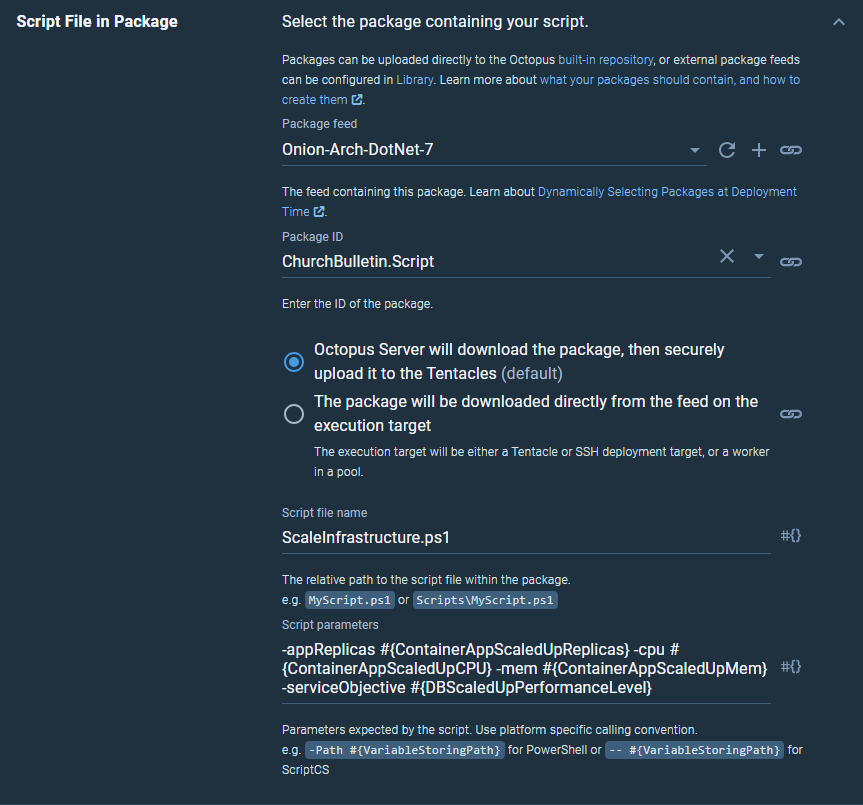 Script File in Package
Select the package containing your script.
Packages can be uploaded directly to the Octopus built-in repository, or external package feeds
can be configured in Library. Learn more about what your packages should contain, and how to
create them.
Package feed
Onion-Arch-DotNet-7
The feed containing this package. Learn about Dynamically Selecting Packages at Deployment
Time.
Package ID
ChurchBulletin.Script
Enter the ID of the package.
Octopus Server will download the package, then securely
upload it to the Tentacles (default)
The package will be downloaded directly from the feed on the
execution target
The execution target will be either a Tentacle or SSH deployment target, or a worker
in a pool.
Script file name
ScaleInfrastructure.ps1
#{}
The relative path to the script file within the package.
e.g. MyScript.ps1 or Scripts\MyScript.ps1
Script parameters
-appReplicas #{ContainerAppScaledUpReplicas} -cpu #
{ContainerAppScaledUpCPU} -mem #{ContainerAppScaledUpMem}
-serviceObjective #{DBScaledUpPerformanceLevel}
#{}
Parameters expected by the script. Use platform specific calling convention.
e.g. -Path #{VariableStoringPath} for PowerShell or -- #{VariableStoringPath} for
ScriptCS